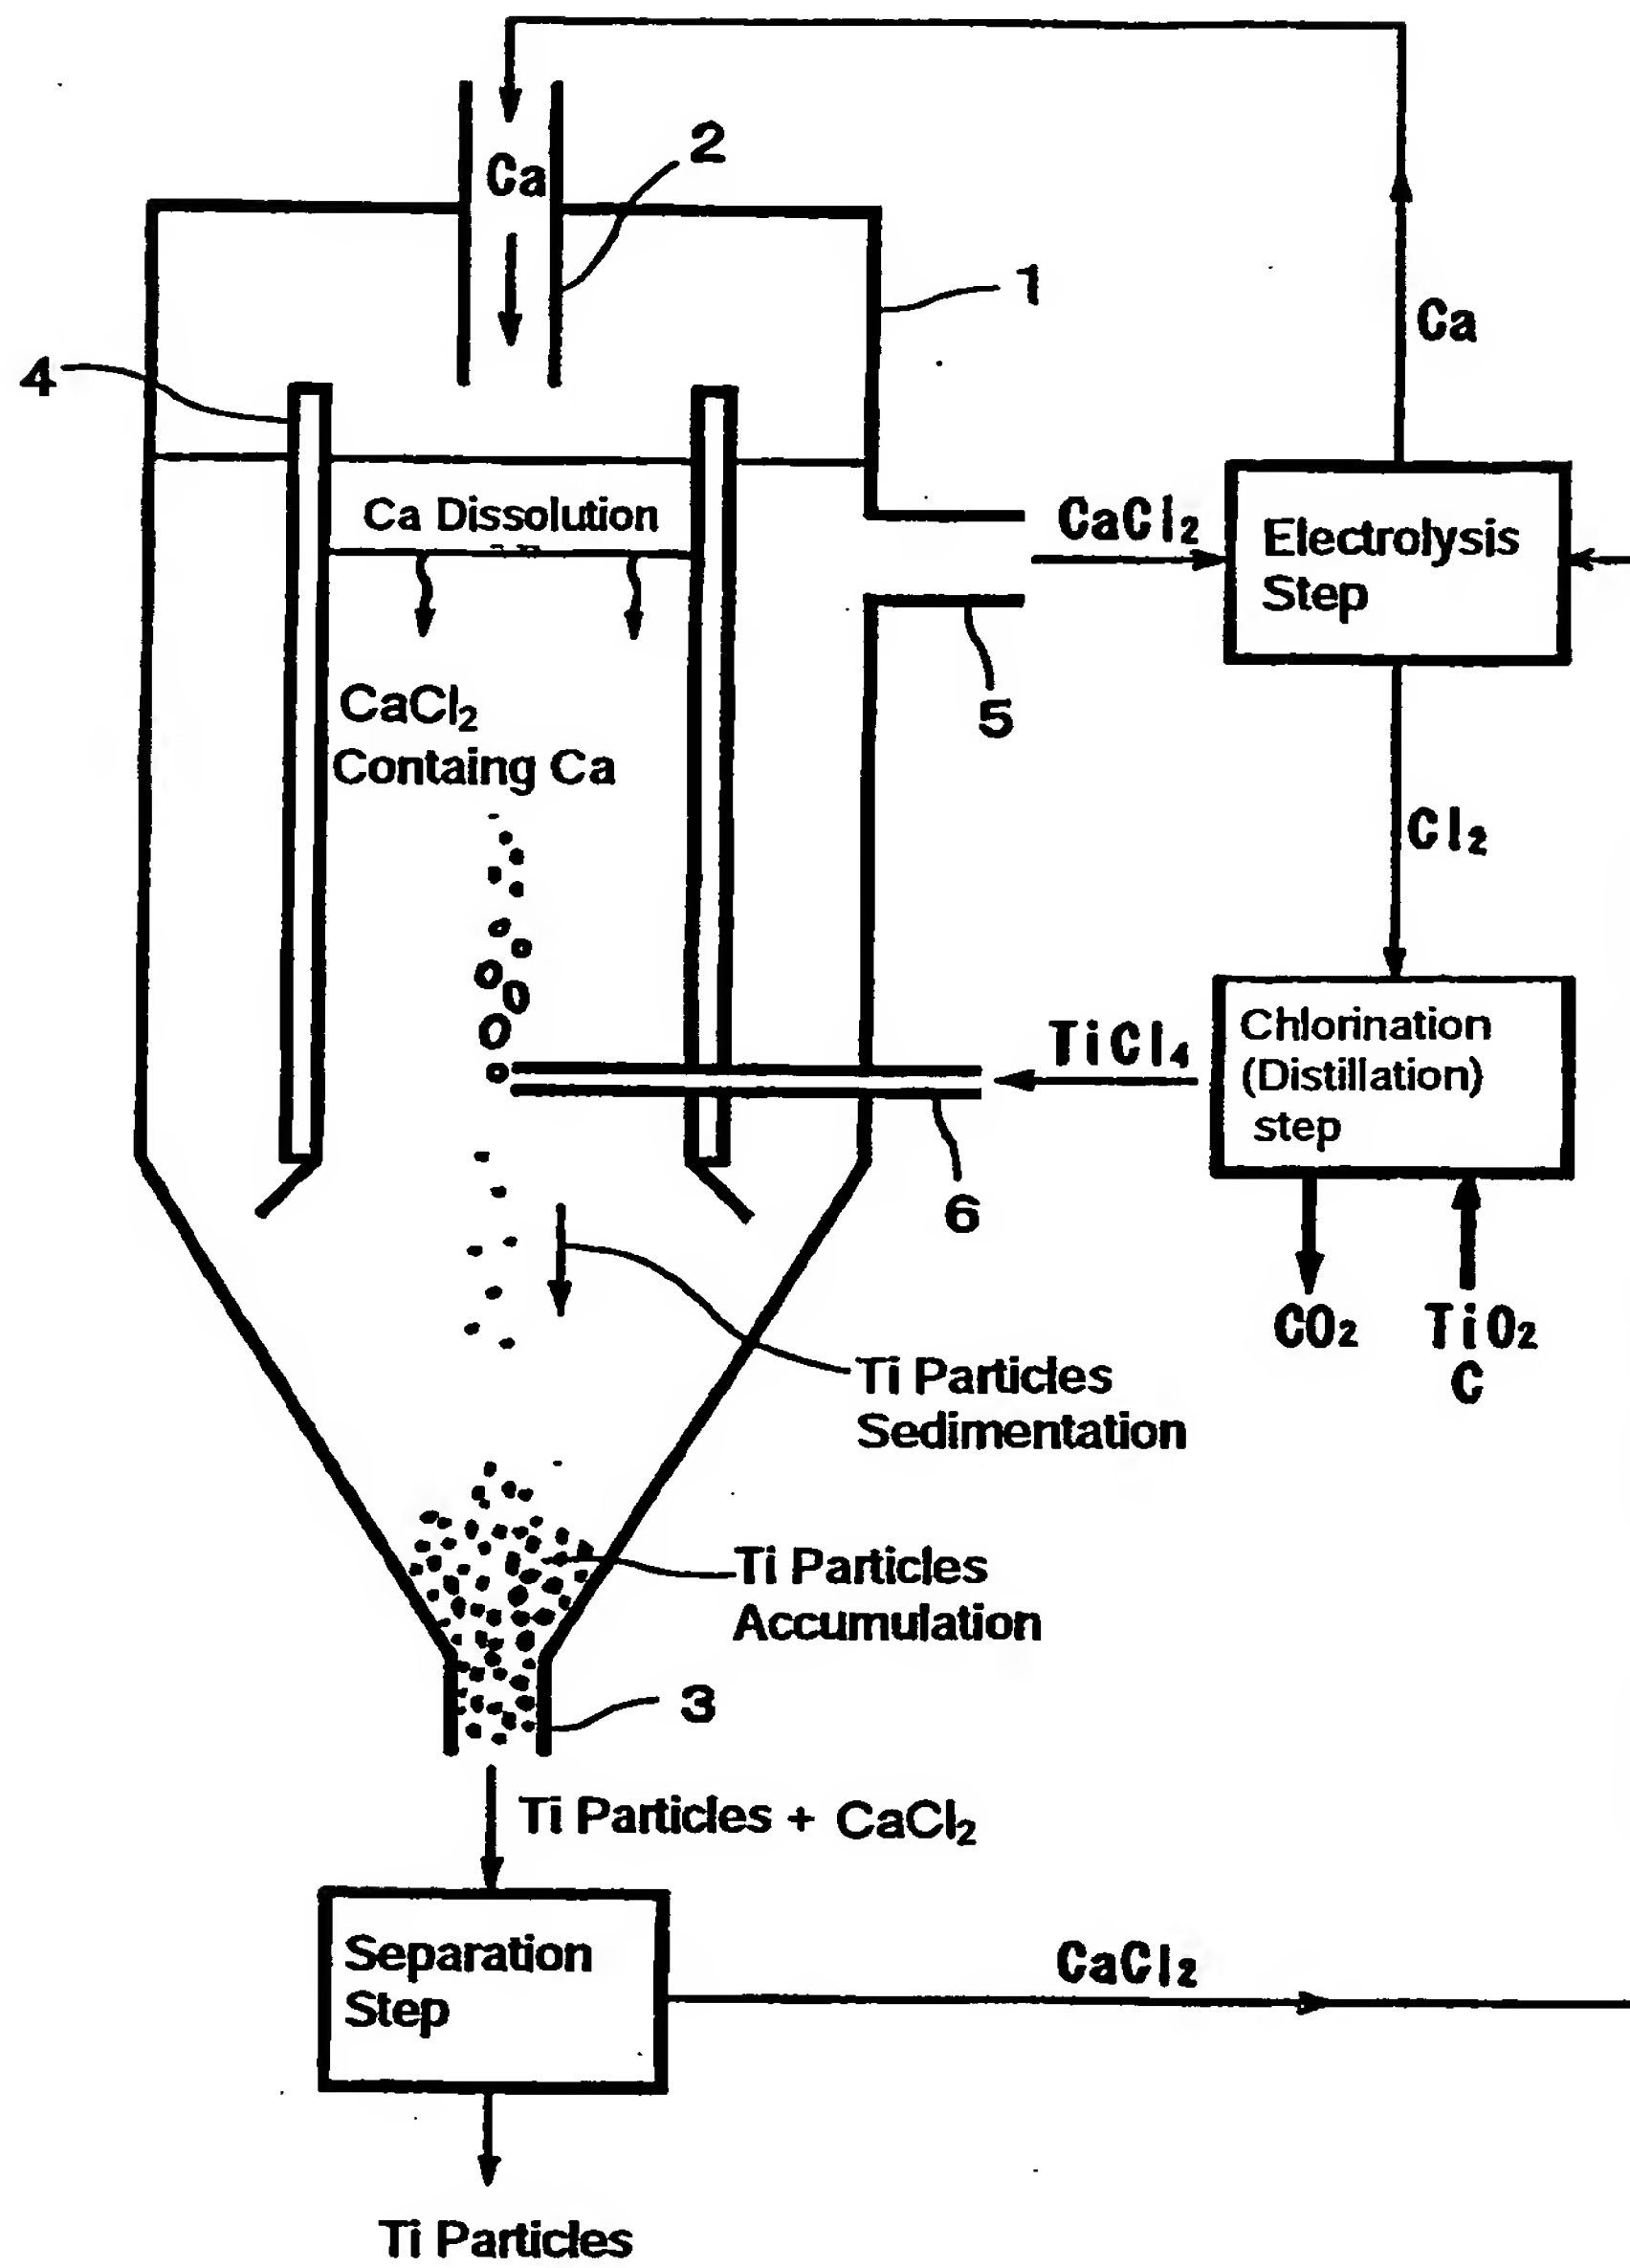 Ca
2
1
4
Ca
Ca Dissolution
CaCl2
Electrolysis
Step
5
CaCl2
Containg Ca
Cl2
TiCl4
Chlorination
(Distillation)
step
6
CO2
TiO2
C
Ti Particles
Sedimentation
Ti Particles
Accumulation
3
Ti Particles + CaCl2
Separation
Step
CaCl2
Ti Particles